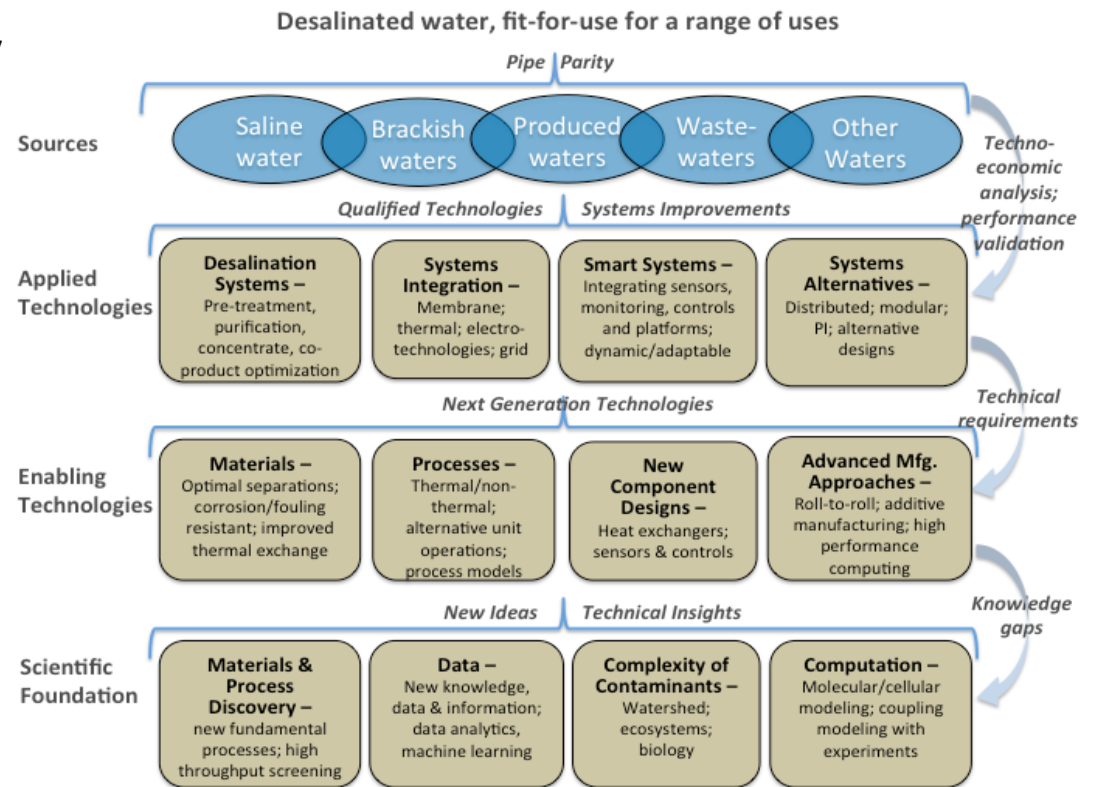 Desalinated water, fit-for-use for a range of uses
Pipe Parity
Sources
Saline
water
Brackish
waters
Produced
waters
Waste-
waters
Other
Waters
Techno-
economic
analysis;
performance
validation
Qualified Technologies Systems Improvements
Applied
Technologies
Desalination
Systems –
Pre-treatment,
purification,
concentrate, co-
product optimization
Systems
Integration –
Membrane;
thermal; electro-
technologies; grid
Smart Systems –
Integrating sensors,
monitoring, controls
and platforms;
dynamic/adaptable
Systems
Alternatives –
Distributed; modular;
PI; alternative
designs
Technical
requirements
Next Generation Technologies
Enabling
Technologies
Materials –
Optimal separations;
corrosion/fouling
resistant; improved
thermal exchange
Processes –
Thermal/non-
thermal;
alternative unit
operations;
process models
New
Component
Designs –
Heat exchangers;
sensors & controls
Advanced Mfg.
Approaches –
Roll-to-roll; additive
manufacturing; high
performance
computing
Knowledge
gaps
New Ideas Technical Insights
Scientific
Foundation
Materials &
Process
Discovery –
new fundamental
processes; high
throughput screening
Data –
New knowledge,
data & information;
data analytics,
machine learning
Complexity of
Contaminants –
Watershed;
ecosystems;
biology
Computation –
Molecular/cellular
modeling; coupling
modeling with
experiments